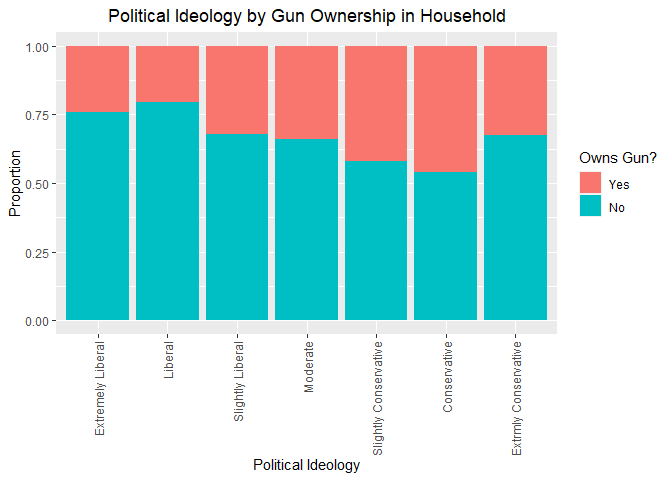 Political Ideology by Gun Ownership in Household
1.00
0.75
0.50
0.25
0.00
Proportion
Extremely Liberal
Liberal
Slightly Liberal
Moderate
Slightly Conservative
Conservative
Extrmly Conservative
Political Ideology
Owns Gun?
Yes
No